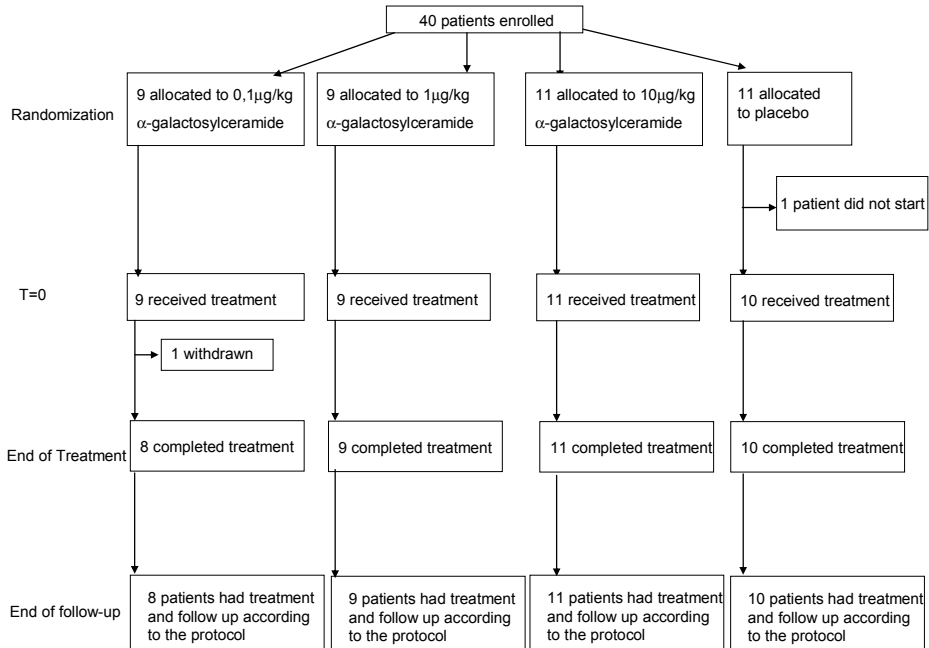 40 patients enrolled
Randomization
9 allocated to 0,1μg/kg
α-galactosylceramide
9 allocated to 1μg/kg
α-galactosylceramide
11 allocated to 10μg/kg
α-galactosylceramide
11 allocated
to placebo
1 patient did not start
T=0
9 received treatment
9 received treatment
11 received treatment
10 received treatment
1 withdrawn
End of Treatment
8 completed treatment
9 completed treatment
11 completed treatment
10 completed treatment
End of follow-up
8 patients had treatment
and follow up according
to the protocol
9 patients had treatment
and follow up according
to the protocol
11 patients had treatment
and follow up according
to the protocol
10 patients had treatment
and follow up according
to the protocol